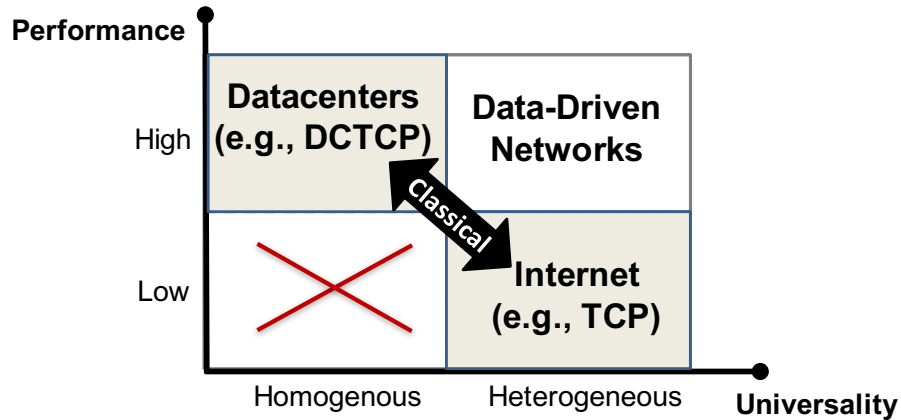 Performance
Datacenters
(e.g., DCTCP)
Data-Driven
Networks
High
Classical
Internet
(e.g., TCP)
Low
Homogenous
Heterogeneous
Universality